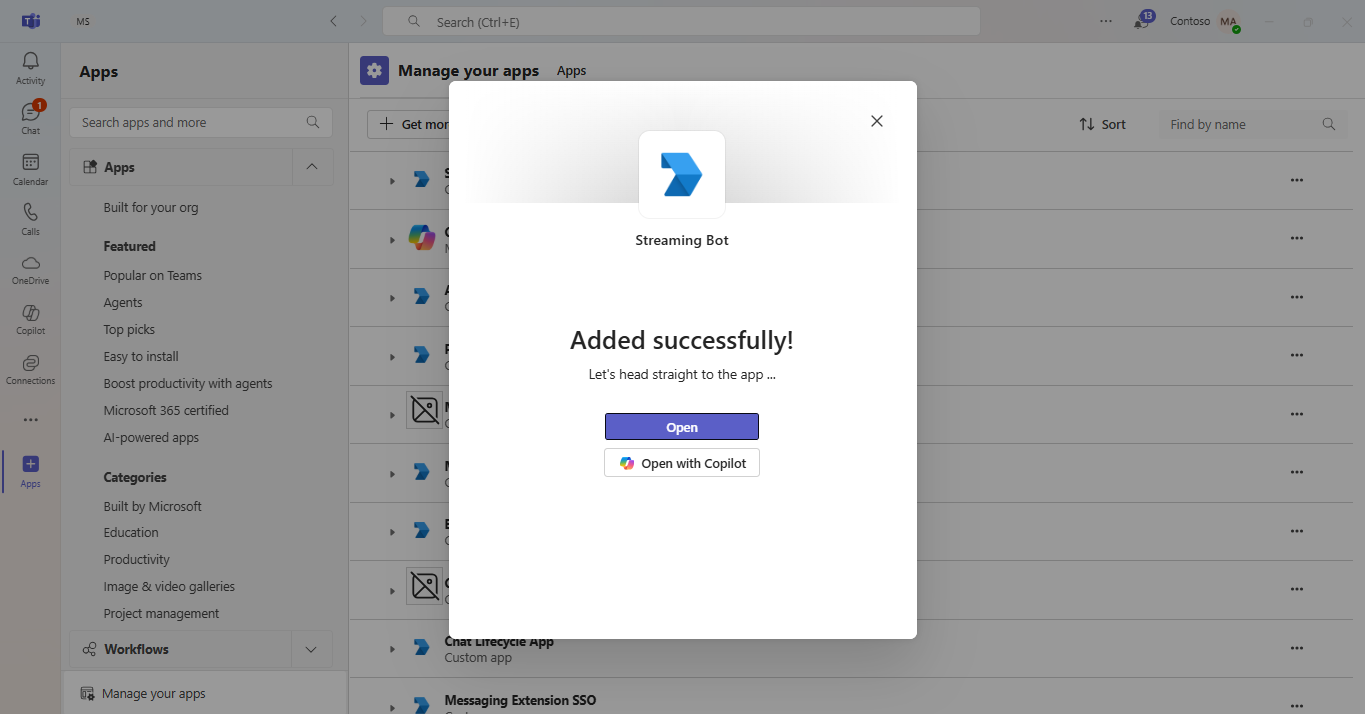 MS
Search (Ctrl+E)
13
Contoso
MA
Activity
1
Chat
Calendar
Calls
OneDrive
Copilot
Connections
Apps
Apps
Search apps and more
Apps
Built for your org
Featured
Popular on Teams
Agents
Top picks
Easy to install
Boost productivity with agents
Microsoft 365 certified
AI-powered apps
Categories
Built by Microsoft
Education
Productivity
Image & video galleries
Project management
Workflows
Manage your apps
Manage your apps
Apps
Get
Sort
Find by name
Streaming Bot
Added successfully!
Let's head straight to the app ...
Open
Open with Copilot
Chat Lifecycle App
Custom app
Messaging Extension SSO